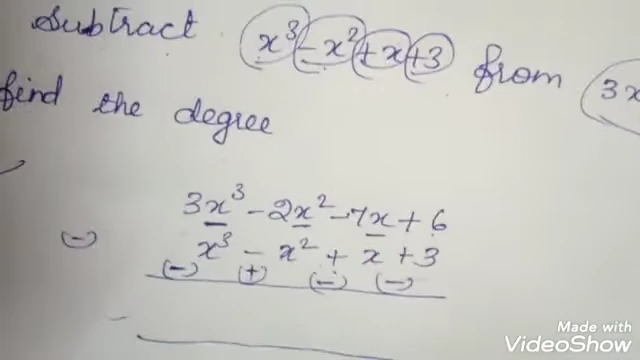 Subtract x³ - x² + x + 3 from 3x
find the degree
3x³ - 2x² - 7x + 6
(-) x³ - x² + x + 3
(-) (+) (-) (-)
Made with
VideoShow